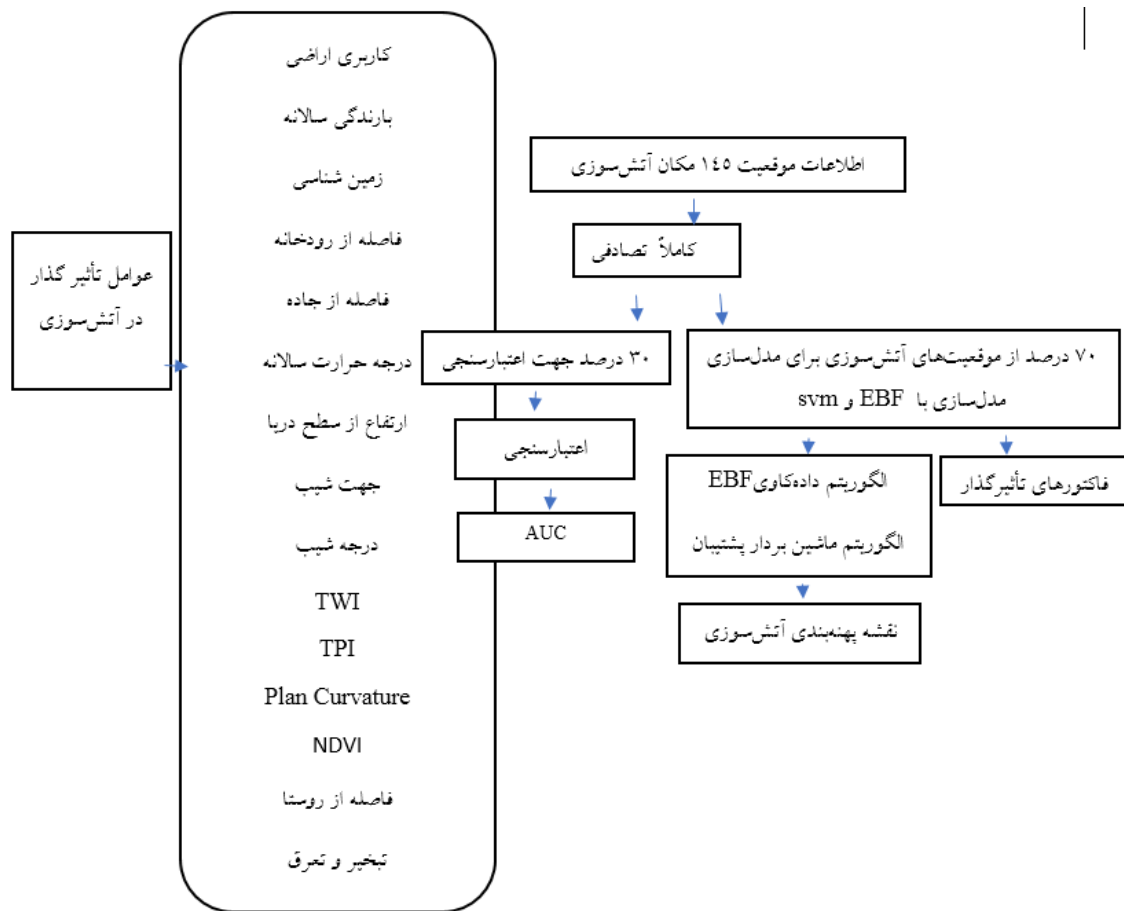 عوامل تأثیر گذار
در آتش‌سوزی
کاربری اراضی
بارندگی سالانه
زمین شناسی
فاصله از رودخانه
فاصله از جاده
درجه حرارت سالانه
ارتفاع از سطح دریا
جهت شیب
درجه شیب
TWI
TPI
Plan Curvature
NDVI
فاصله از روستا
تبخیر و تعرق
اطلاعات موقعیت ۱٤٥ مکان آتش‌سوزی
کاملاً تصادفی
۷۰ درصد از موقعیت‌های آتش‌سوزی برای مدل‌سازی
مدل‌سازی با EBF و svm
۳۰ درصد جهت اعتبارسنجی
اعتبارسنجی
AUC
فاکتورهای تأثیرگذار
الگوریتم داده‌کاویEBF
الگوریتم ماشین بردار پشتیبان
نقشه پهنه‌بندی آتش‌سوزی